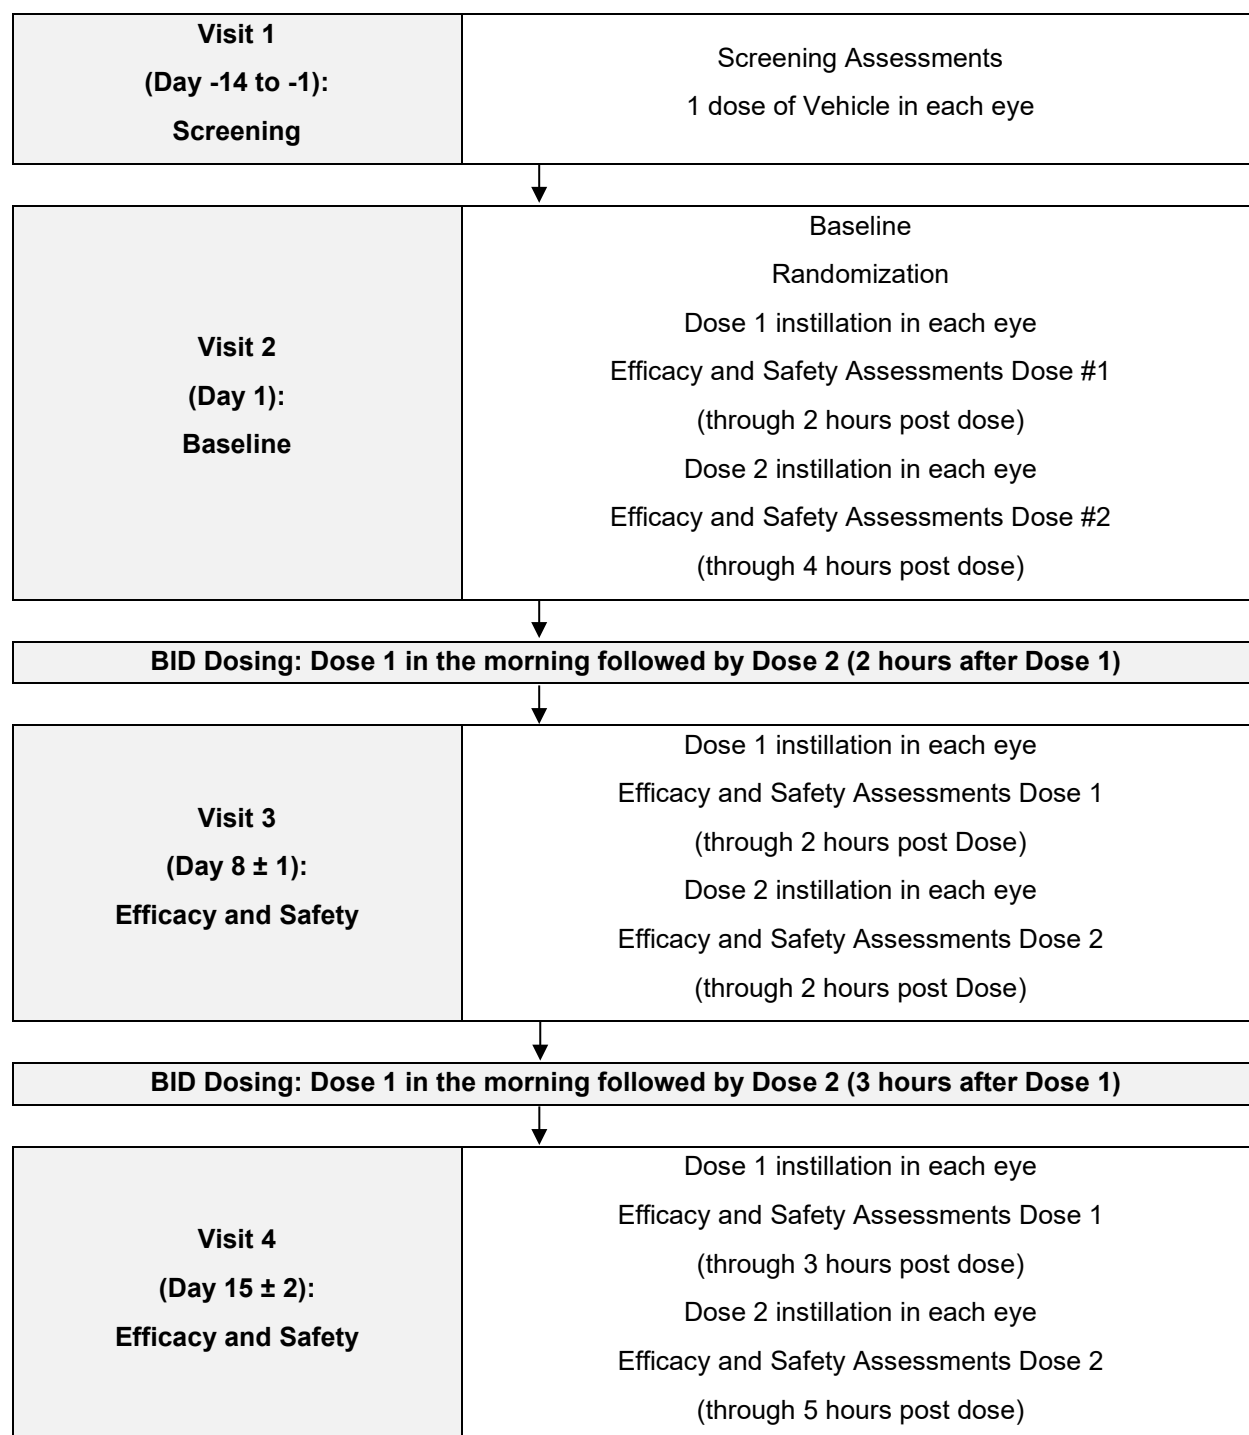 Visit 1
(Day -14 to -1):
Screening
Screening Assessments
1 dose of Vehicle in each eye
Visit 2
(Day 1):
Baseline
Baseline
Randomization
Dose 1 instillation in each eye
Efficacy and Safety Assessments Dose #1
(through 2 hours post dose)
Dose 2 instillation in each eye
Efficacy and Safety Assessments Dose #2
(through 4 hours post dose)
BID Dosing: Dose 1 in the morning followed by Dose 2 (2 hours after Dose 1)
Visit 3
(Day 8 ± 1):
Efficacy and Safety
Dose 1 instillation in each eye
Efficacy and Safety Assessments Dose 1
(through 2 hours post Dose)
Dose 2 instillation in each eye
Efficacy and Safety Assessments Dose 2
(through 2 hours post Dose)
BID Dosing: Dose 1 in the morning followed by Dose 2 (3 hours after Dose 1)
Visit 4
(Day 15 ± 2):
Efficacy and Safety
Dose 1 instillation in each eye
Efficacy and Safety Assessments Dose 1
(through 3 hours post dose)
Dose 2 instillation in each eye
Efficacy and Safety Assessments Dose 2
(through 5 hours post dose)